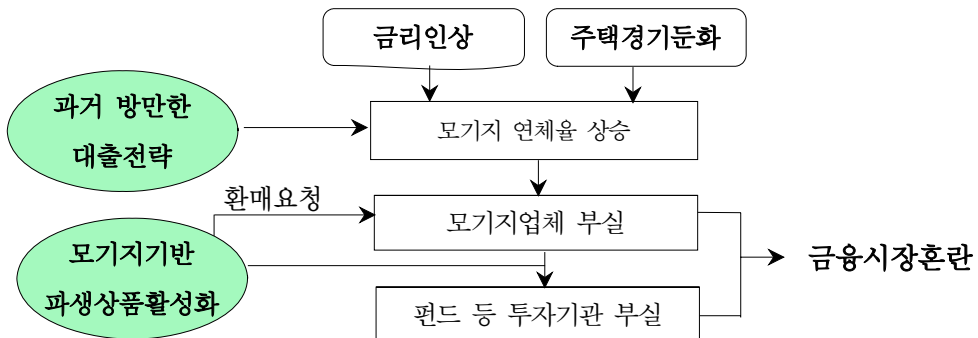 금리인상
주택경기둔화
과거 방만한
대출전략
모기지 연체율 상승
환매요청
모기지업체 부실
모기지기반
파생상품활성화
금융시장혼란
펀드 등 투자기관 부실